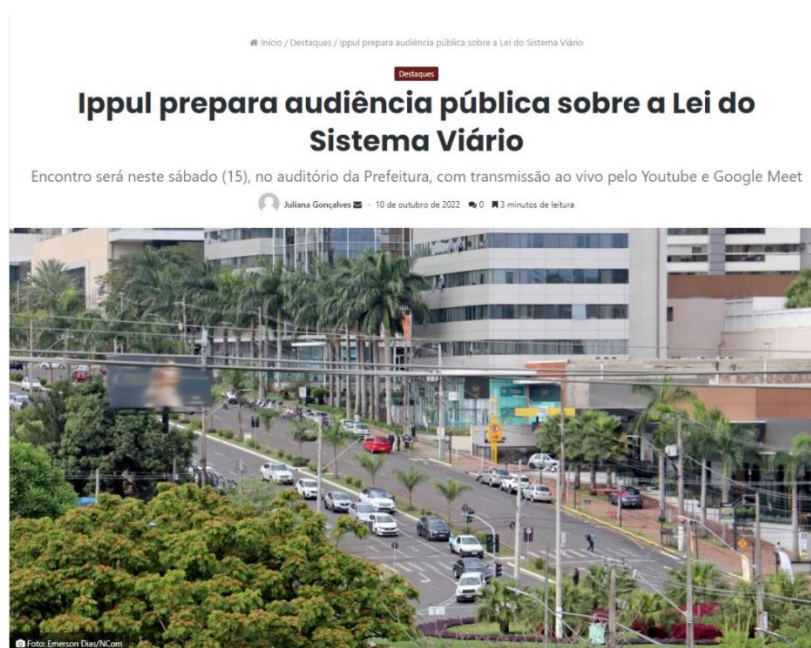 Início / Destaques / Ippul prepara audiência pública sobre a Lei do Sistema Viário
Destaques
Ippul prepara audiência pública sobre a Lei do
Sistema Viário
Encontro será neste sábado (15), no auditório da Prefeitura, com transmissão ao vivo pelo Youtube e Google Meet
Juliana Gonçalves - 10 de outubro de 2022 0 3 minutos de leitura
Foto: Emerson Dias/NCom